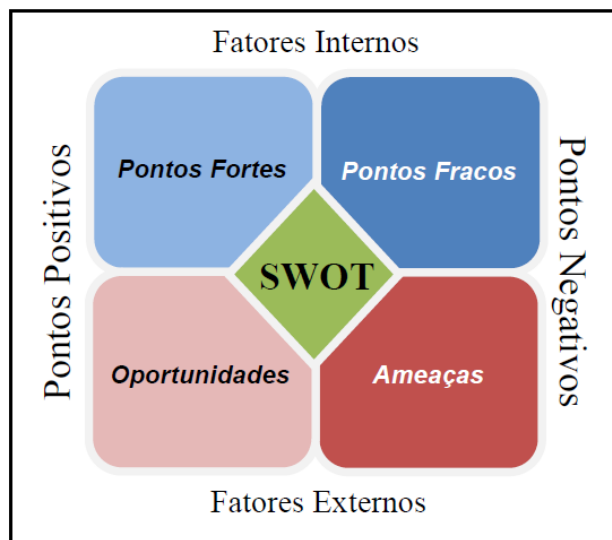 Fatores Internos
Pontos Positivos
Pontos Fortes
Pontos Fracos
Pontos Negativos
SWOT
Oportunidades
Ameaças
Fatores Externos